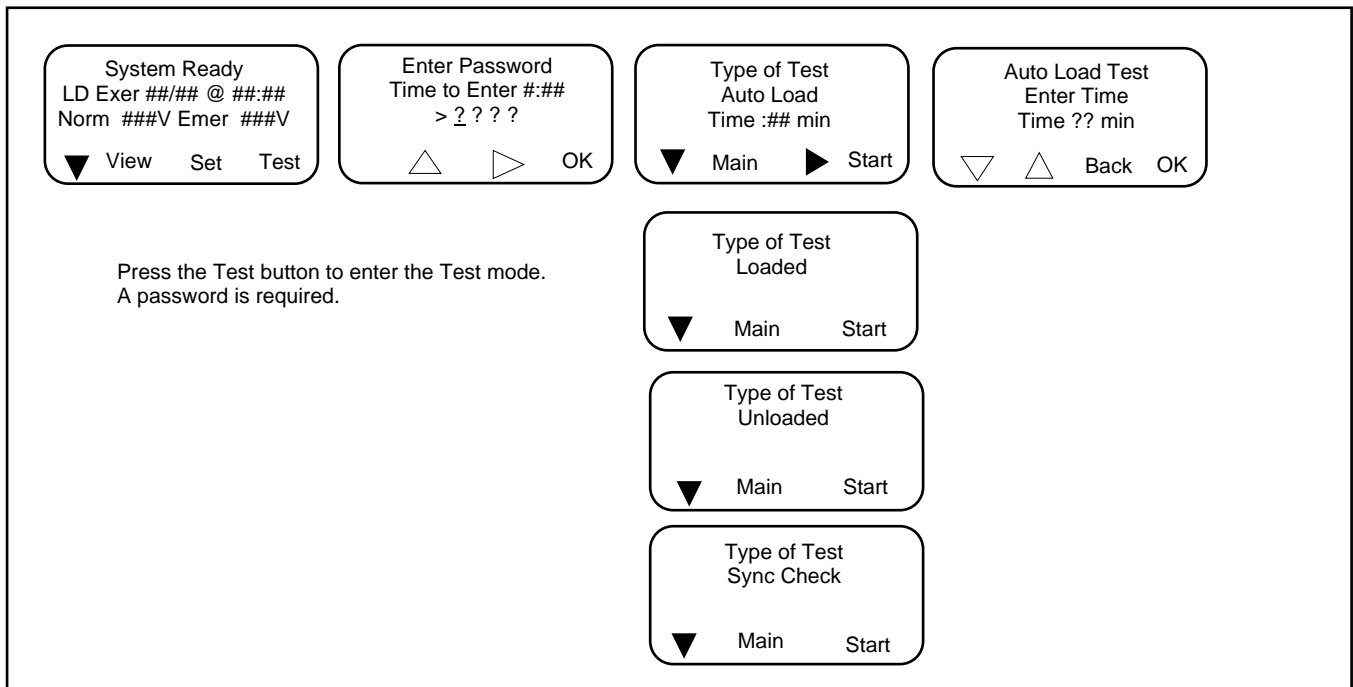 System Ready
LD Exer ##/## @ ##:##
Norm ###V Emer ###V
View Set Test
Enter Password
Time to Enter #:##
> ? ? ? ?
OK
Type of Test
Auto Load
Time :## min
Main Start
Auto Load Test
Enter Time
Time ?? min
Back OK
Press the Test button to enter the Test mode.
A password is required.
Type of Test
Loaded
Main Start
Type of Test
Unloaded
Main Start
Type of Test
Sync Check
Main Start